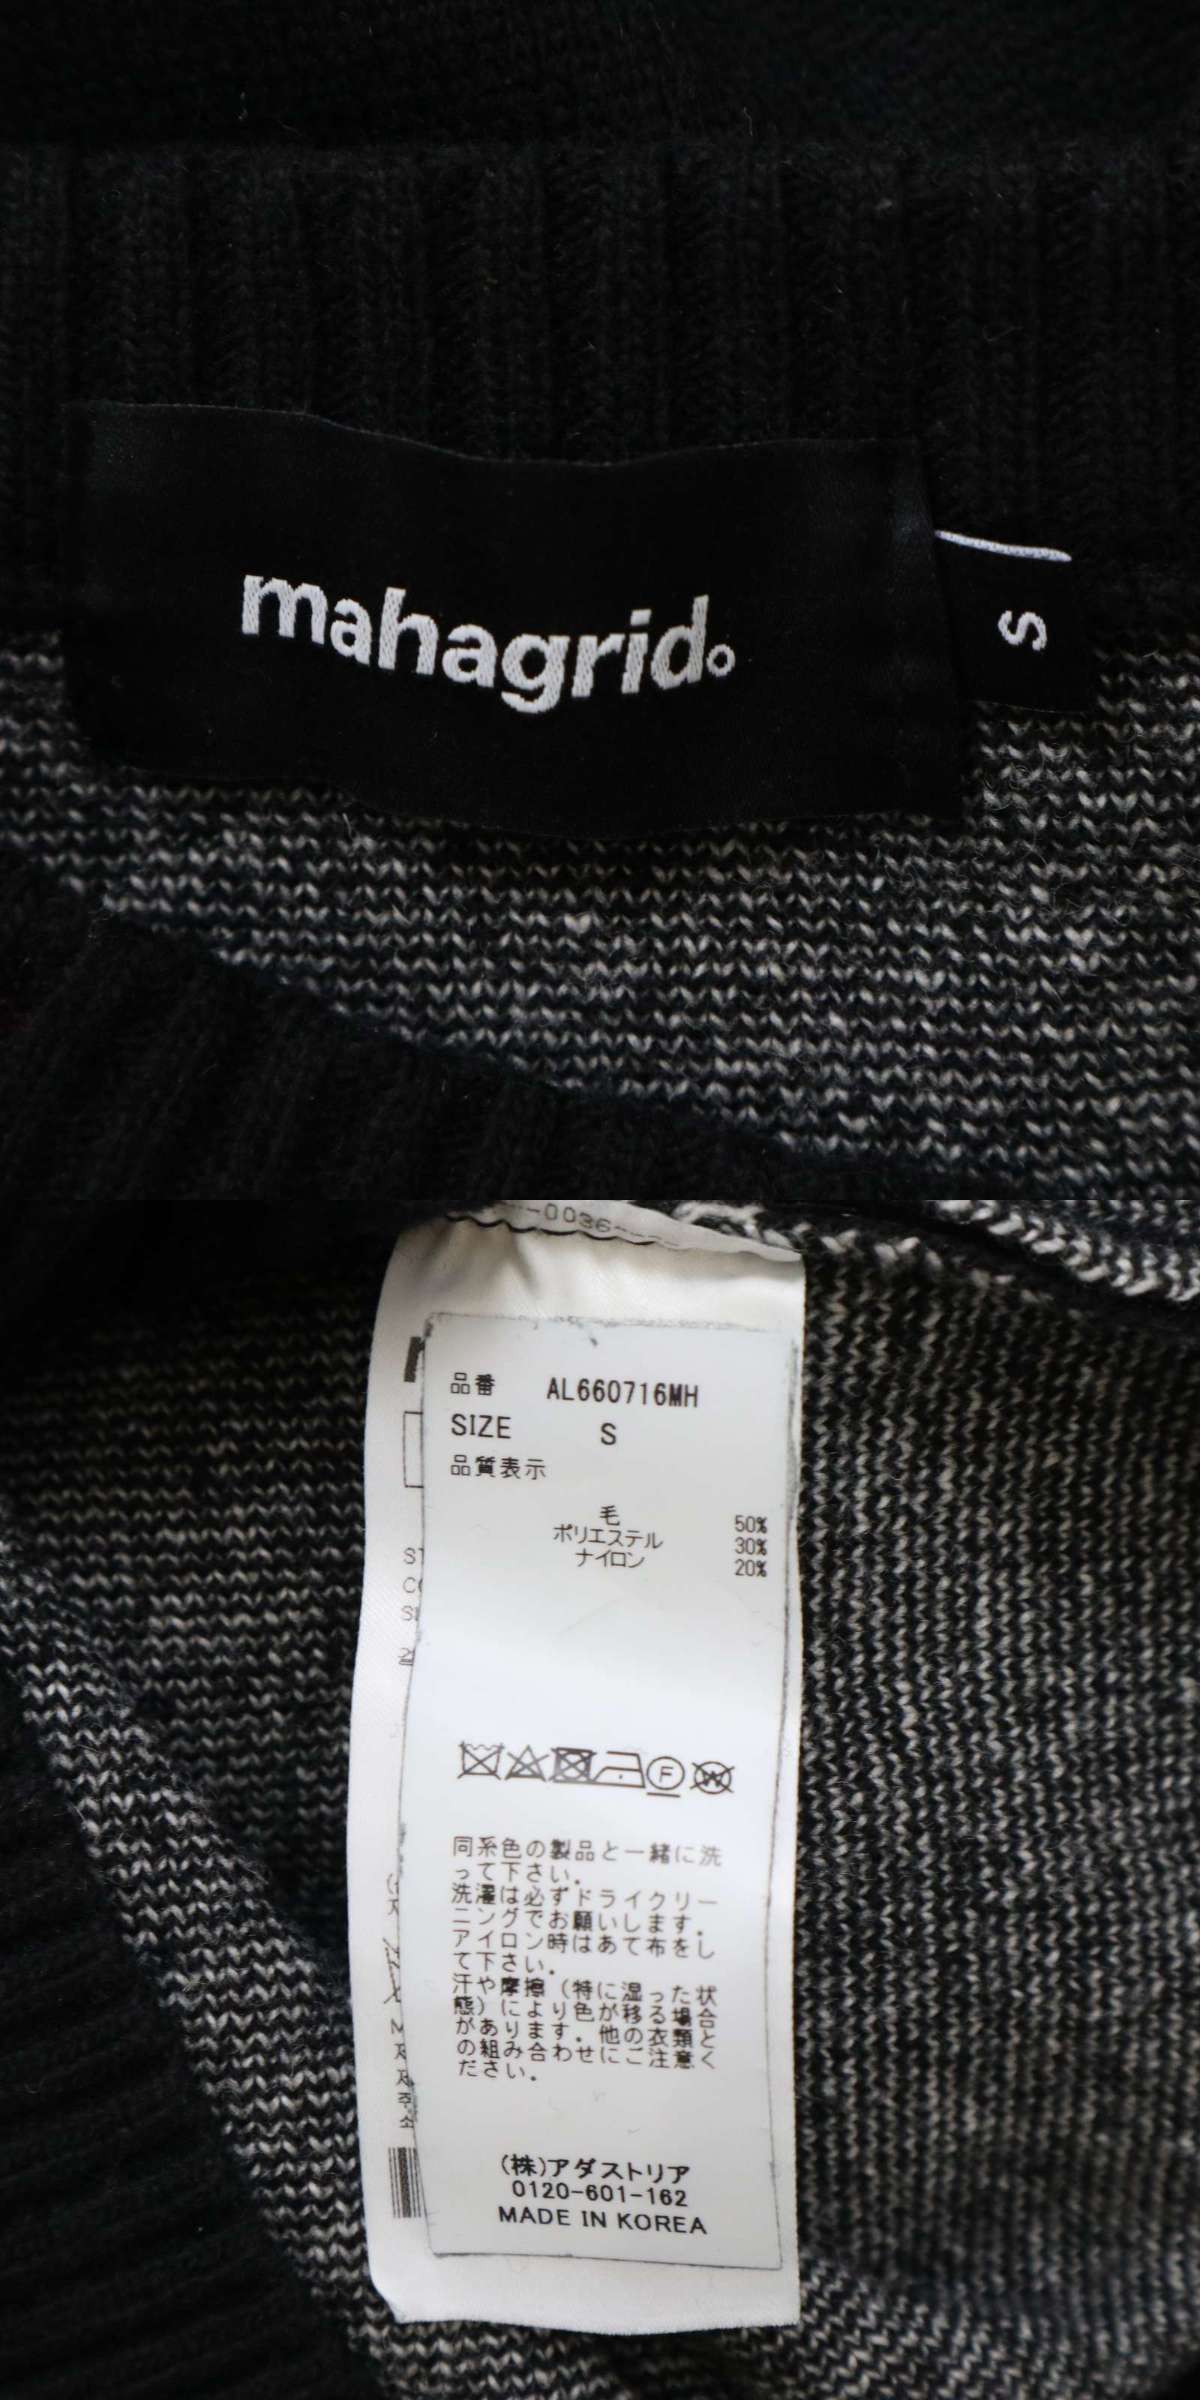 mahagrid
S
-0036-
品番 AL660716MH
SIZE S
品質表示
毛 50%
ポリエステル 30%
ナイロン 20%
F
W
同系色の製品と一緒に洗
って下さい.
洗濯は必ずドライクリー
ニングでお願いします.
アイロン時はあて布をし
て下さい.
汗や摩擦（特に湿った状
態）により色が移る場合
があります. 他の衣類と
の組み合わせにご注意く
ださい.
(株)アダストリア
0120-601-162
MADE IN KOREA
주
소